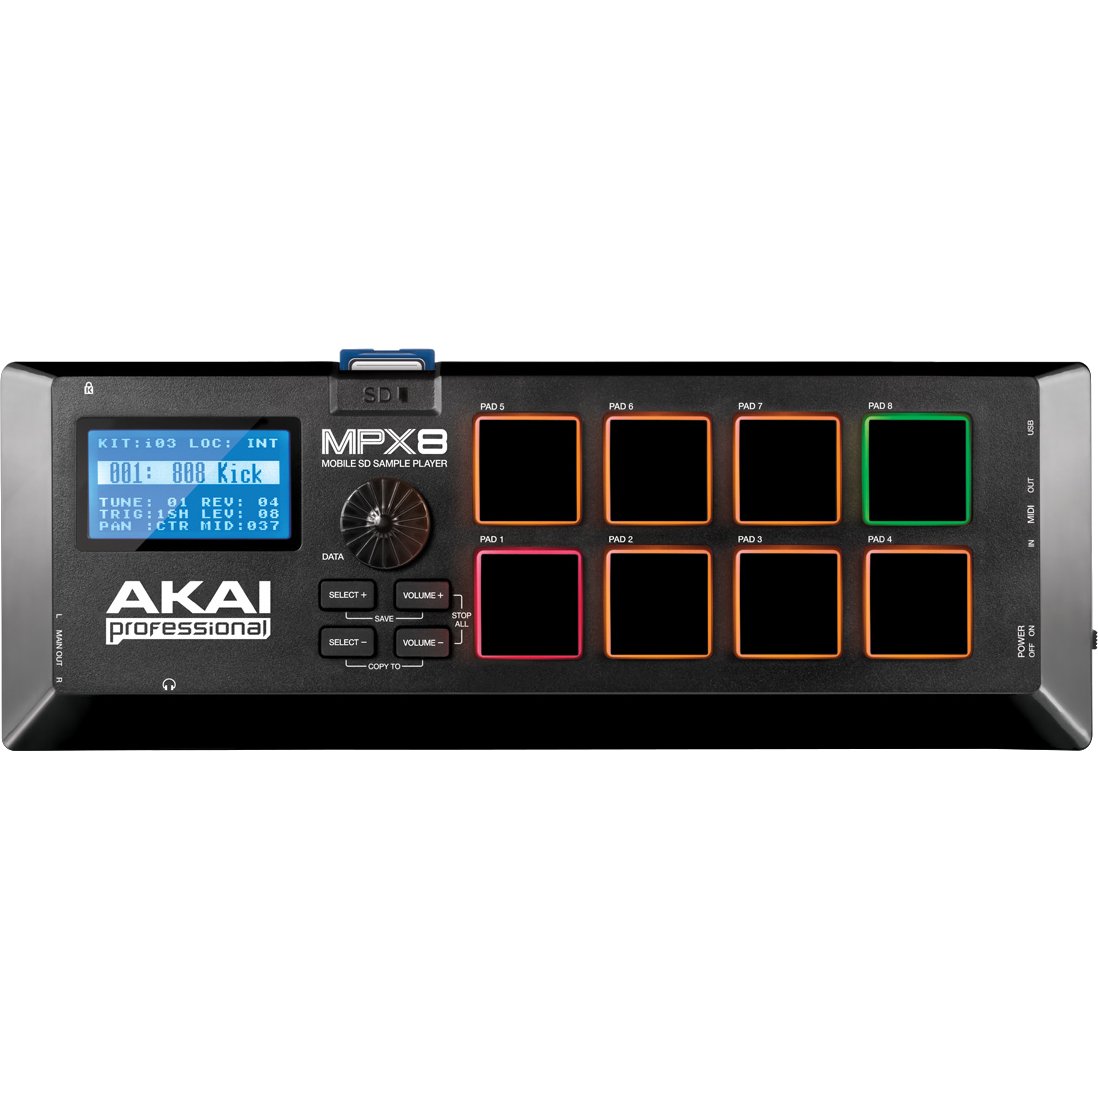 SD
KIT:i03 LOC: INT
001: 808 Kick
TUNE: 01 REV: 04
TRIG:1SH LEV: 08
PAN :CTR MID:037
MPX8
MOBILE SD SAMPLE PLAYER
DATA
AKAI
professional
SELECT +
VOLUME +
SAVE
STOP
ALL
SELECT –
VOLUME –
COPY TO
PAD 5
PAD 6
PAD 7
PAD 8
PAD 1
PAD 2
PAD 3
PAD 4
L MAIN OUT R
USB
IN MIDI OUT
POWER
OFF ON
K